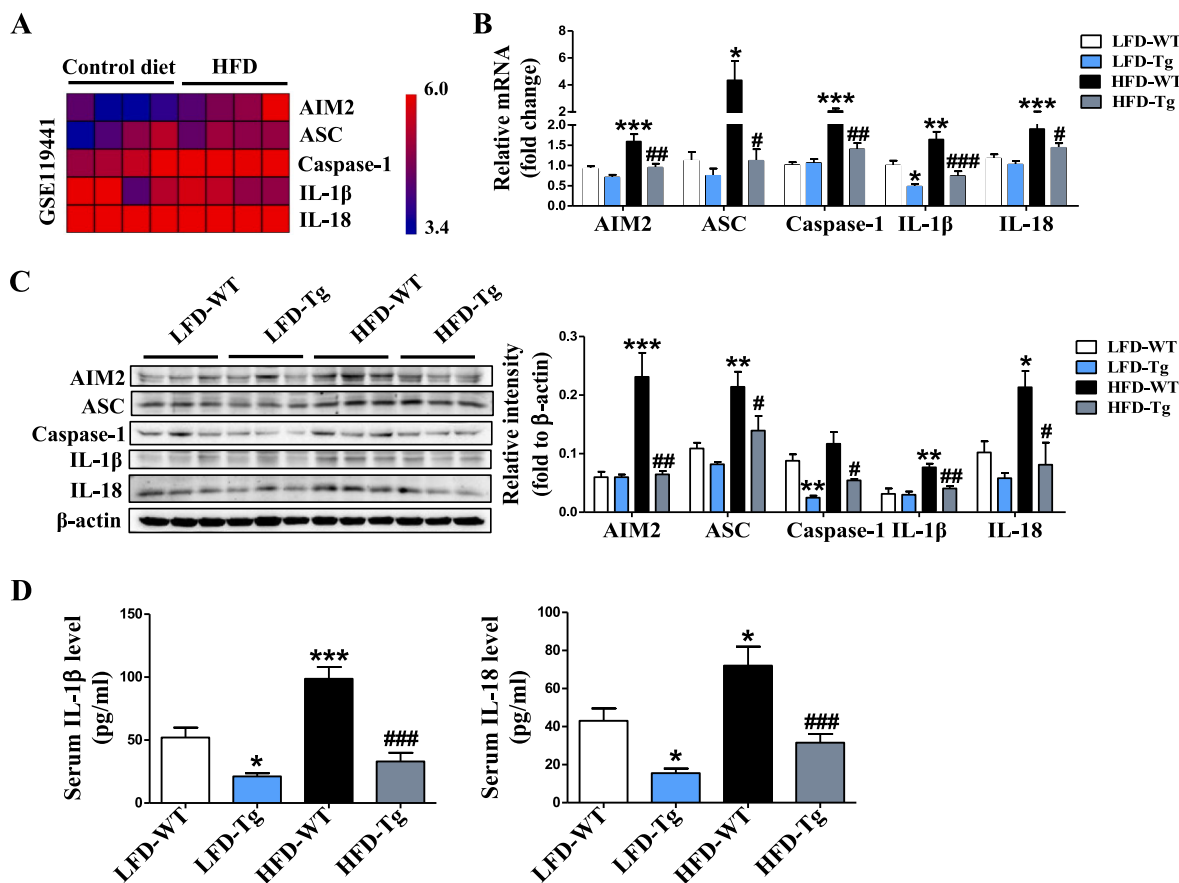 A
Control diet HFD
GSE119441
AIM2
ASC
Caspase-1
IL-1β
IL-18
6.0
3.4
B
Relative mRNA
(fold change)
8
6
4
2
2.0
1.5
1.0
0.5
0.0
*** ## * # *** ## * ** ### *** #
AIM2 ASC Caspase-1 IL-1β IL-18
LFD-WT
LFD-Tg
HFD-WT
HFD-Tg
C
LFD-WT LFD-Tg HFD-WT HFD-Tg
AIM2
ASC
Caspase-1
IL-1β
IL-18
β-actin
Relative intensity
(fold to β-actin)
0.3
0.2
0.1
0.0
*** ## ** # ** # ** ## * #
AIM2 ASC Caspase-1 IL-1β IL-18
LFD-WT
LFD-Tg
HFD-WT
HFD-Tg
D
Serum IL-1β level
(pg/ml)
150
100
50
0
* *** ###
LFD-WT LFD-Tg HFD-WT HFD-Tg
Serum IL-18 level
(pg/ml)
100
80
60
40
20
0
* * ###
LFD-WT LFD-Tg HFD-WT HFD-Tg